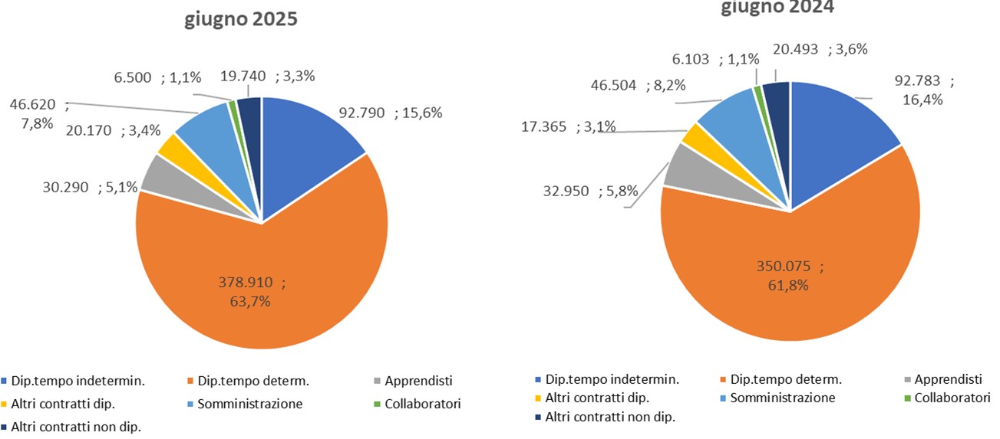 giugno 2025
19.740 ; 3,3%
6.500 ; 1,1%
46.620 ;
7,8%
92.790 ; 15,6%
20.170 ; 3,4%
30.290 ; 5,1%
378.910 ;
63,7%
Dip.tempo indetermin.
Dip.tempo determ.
Apprendisti
Altri contratti dip.
Somministrazione
Collaboratori
Altri contratti non dip.
giugno 2024
20.493 ; 3,6%
6.103 ; 1,1%
92.783 ;
16,4%
46.504 ; 8,2%
17.365 ; 3,1%
32.950 ; 5,8%
350.075 ;
61,8%
Dip.tempo indetermin.
Dip.tempo determ.
Apprendisti
Altri contratti dip.
Somministrazione
Collaboratori
Altri contratti non dip.